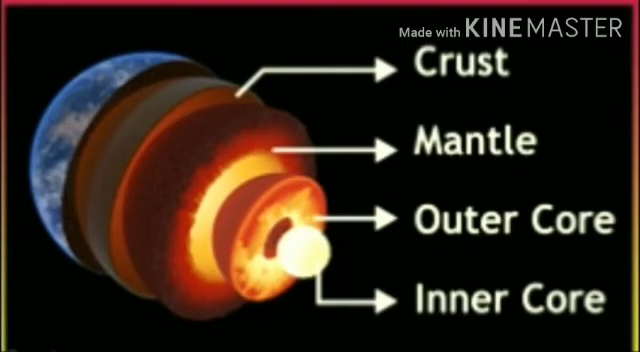 Made with KINEMASTER
Crust
Mantle
Outer Core
Inner Core